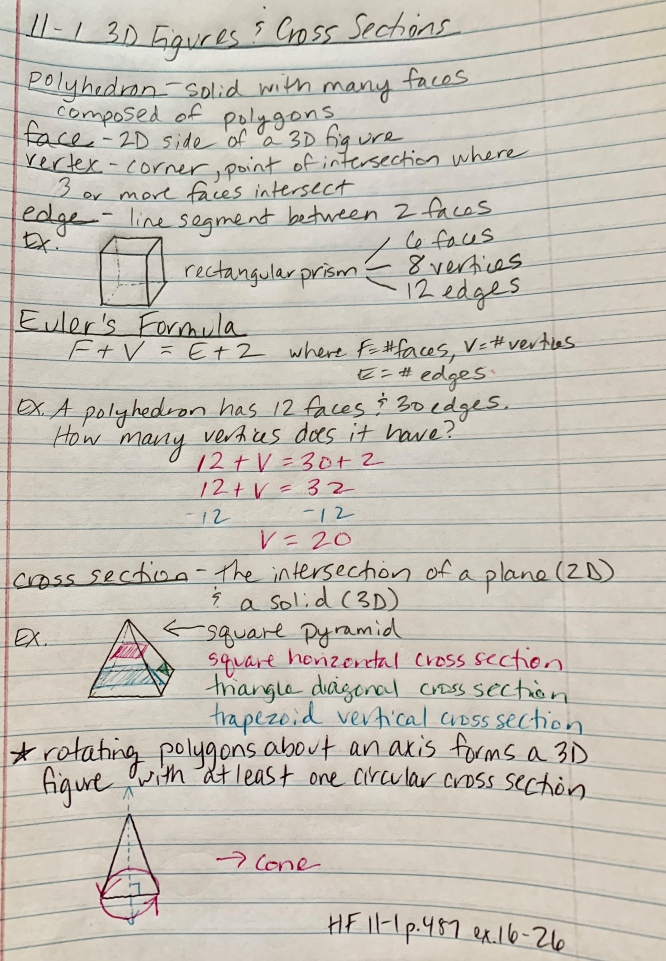 11-1 3D Figures & Cross Sections
polyhedron - solid with many faces
composed of polygons
face - 2D side of a 3D figure
vertex - corner, point of intersection where
3 or more faces intersect
edge - line segment between 2 faces
Ex.
rectangular prism
6 faces
8 vertices
12 edges
Euler's Formula
F + V = E + 2 where F = # faces, V = # vertices
E = # edges.
Ex. A polyhedron has 12 faces & 30 edges.
How many vertices does it have?
12 + V = 30 + 2
12 + V = 32
-12 -12
V = 20
cross section - the intersection of a plane (2D)
& a solid (3D)
Ex.
← square pyramid
square horizontal cross section
triangle diagonal cross section
trapezoid vertical cross section
* rotating polygons about an axis forms a 3D
figure with at least one circular cross section
→ cone
HF 11-1 p.487 ex.16-26